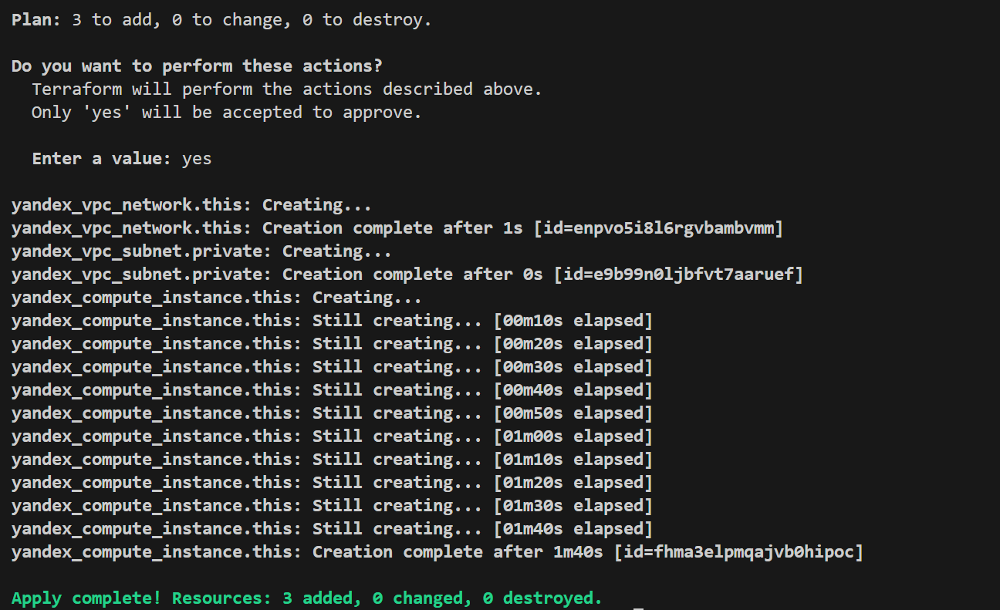 Plan: 3 to add, 0 to change, 0 to destroy.
Do you want to perform these actions?
Terraform will perform the actions described above.
Only 'yes' will be accepted to approve.
Enter a value: yes
yandex_vpc_network.this: Creating...
yandex_vpc_network.this: Creation complete after 1s [id=enpvo5i8l6rgvbambvmm]
yandex_vpc_subnet.private: Creating...
yandex_vpc_subnet.private: Creation complete after 0s [id=e9b99n0ljbfvt7aaruef]
yandex_compute_instance.this: Creating...
yandex_compute_instance.this: Still creating... [00m10s elapsed]
yandex_compute_instance.this: Still creating... [00m20s elapsed]
yandex_compute_instance.this: Still creating... [00m30s elapsed]
yandex_compute_instance.this: Still creating... [00m40s elapsed]
yandex_compute_instance.this: Still creating... [00m50s elapsed]
yandex_compute_instance.this: Still creating... [01m00s elapsed]
yandex_compute_instance.this: Still creating... [01m10s elapsed]
yandex_compute_instance.this: Still creating... [01m20s elapsed]
yandex_compute_instance.this: Still creating... [01m30s elapsed]
yandex_compute_instance.this: Still creating... [01m40s elapsed]
yandex_compute_instance.this: Creation complete after 1m40s [id=fhma3elpmqajvb0hipoc]
Apply complete! Resources: 3 added, 0 changed, 0 destroyed.